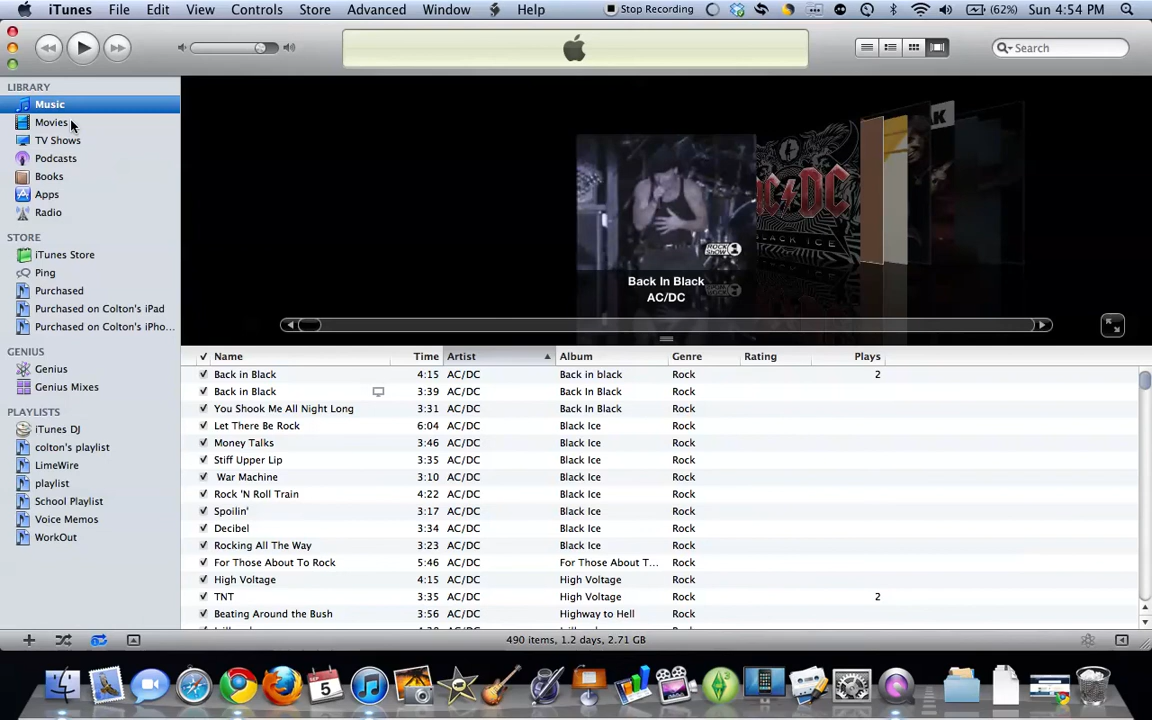 iTunes File Edit View Controls Store Advanced Window Help Stop Recording (62%) Sun 4:54 PM
Search
LIBRARY
Music
Movies
TV Shows
Podcasts
Books
Apps
Radio
STORE
iTunes Store
Ping
Purchased
Purchased on Colton's iPad
Purchased on Colton's iPho...
GENIUS
Genius
Genius Mixes
PLAYLISTS
iTunes DJ
colton's playlist
LimeWire
playlist
School Playlist
Voice Memos
WorkOut
AC/DC
BLACK ICE
K
ROCK SHOW
Back In Black
AC/DC
Name Time Artist Album Genre Rating Plays
Back in Black 4:15 AC/DC Back in black Rock 2
Back in Black 3:39 AC/DC Back In Black Rock
You Shook Me All Night Long 3:31 AC/DC Back In Black Rock
Let There Be Rock 6:04 AC/DC Black Ice Rock
Money Talks 3:46 AC/DC Black Ice Rock
Stiff Upper Lip 3:35 AC/DC Black Ice Rock
War Machine 3:10 AC/DC Black Ice Rock
Rock 'N Roll Train 4:22 AC/DC Black Ice Rock
Spoilin' 3:17 AC/DC Black Ice Rock
Decibel 3:34 AC/DC Black Ice Rock
Rocking All The Way 3:23 AC/DC Black Ice Rock
For Those About To Rock 5:46 AC/DC For Those About T... Rock
High Voltage 4:15 AC/DC High Voltage Rock
TNT 3:35 AC/DC High Voltage Rock 2
Beating Around the Bush 3:56 AC/DC Highway to Hell Rock
490 items, 1.2 days, 2.71 GB
SEP
5